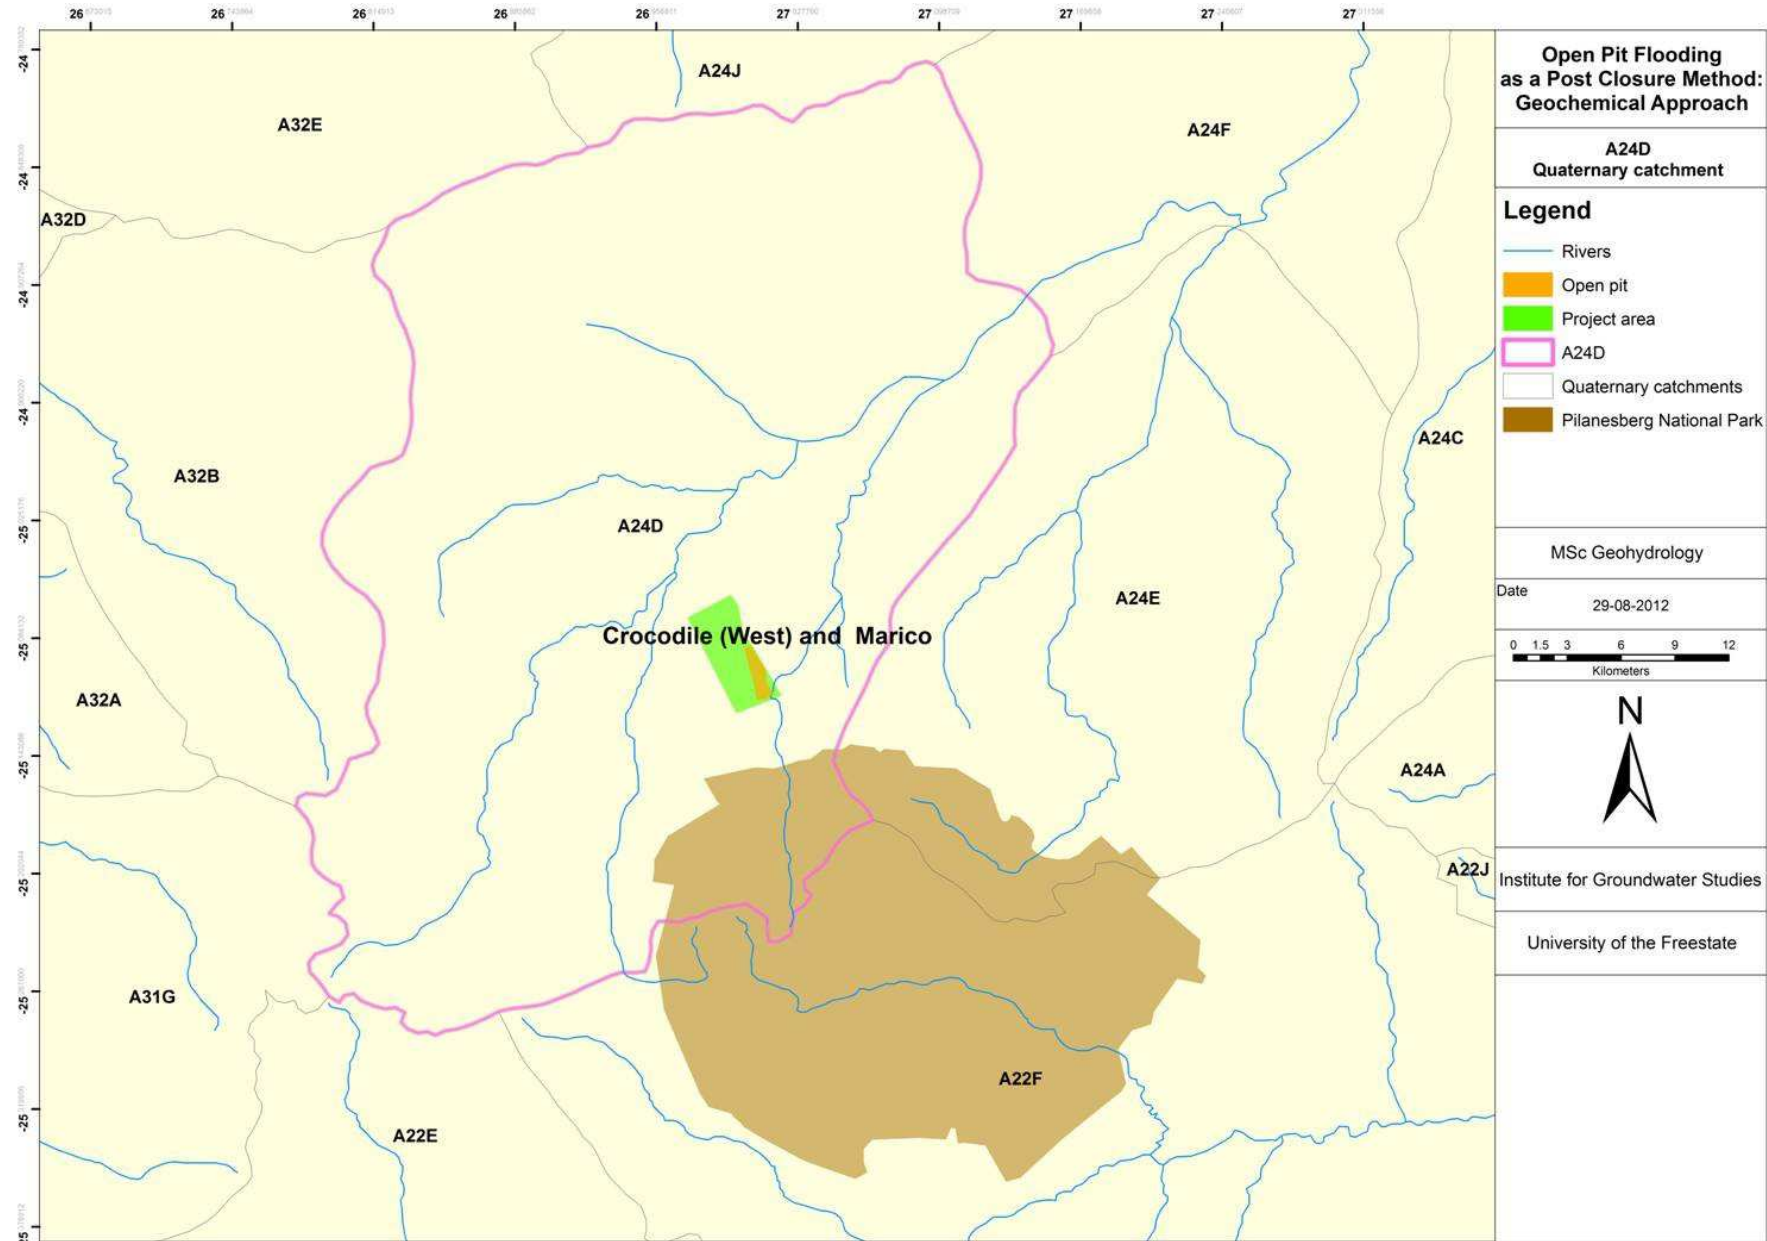 26 26 26 26 26 27 27 27 27 27
-24
-24
-24
-24
-25
-25
-25
-25
-25
-25
A24J
A32E
A24F
A32D
A24C
A32B
A24D
A24E
Crocodile (West) and Marico
A32A
A24A
A22J
A31G
A22F
A22E
Open Pit Flooding
as a Post Closure Method:
Geochemical Approach
A24D
Quaternary catchment
Legend
Rivers
Open pit
Project area
A24D
Quaternary catchments
Pilanesberg National Park
MSc Geohydrology
Date
29-08-2012
0 1.5 3 6 9 12
Kilometers
N
Institute for Groundwater Studies
University of the Freestate